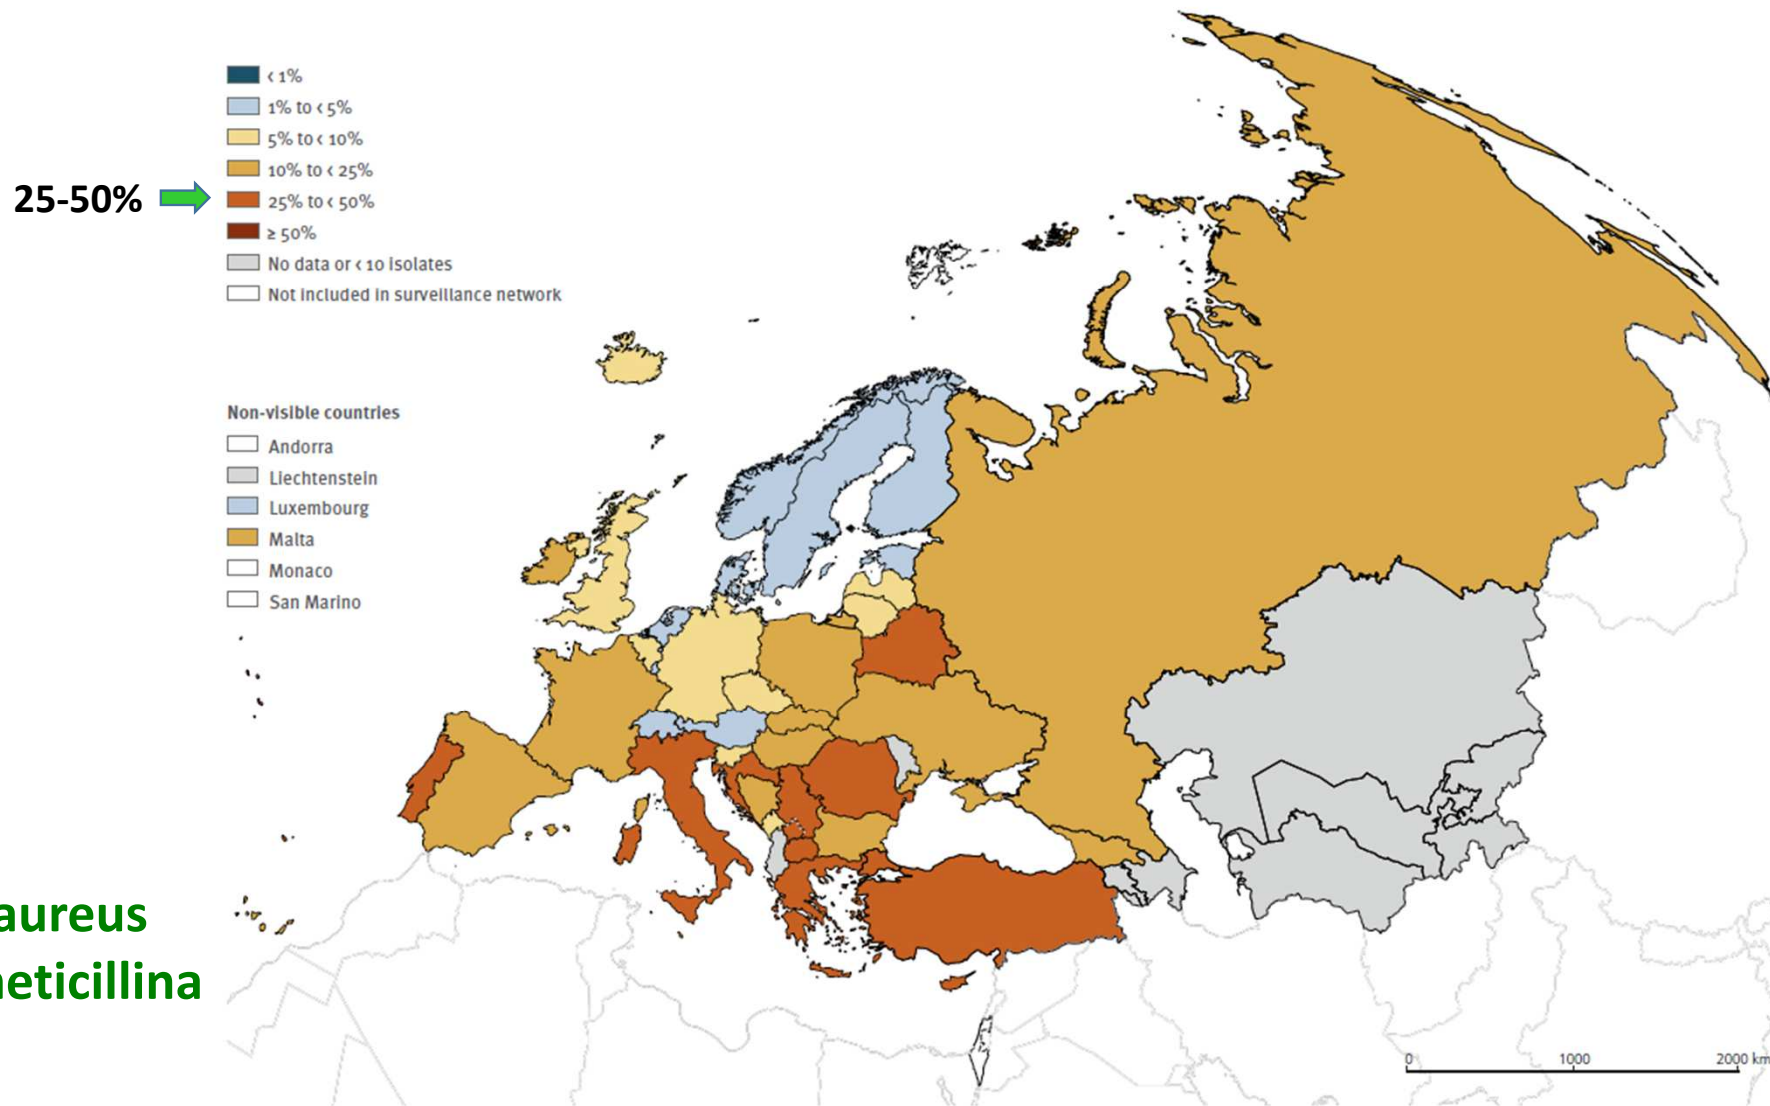 ‹ 1%
1% to ‹ 5%
5% to ‹ 10%
10% to ‹ 25%
25-50%
25% to ‹ 50%
≥ 50%
No data or ‹ 10 isolates
Not included in surveillance network
Non-visible countries
Andorra
Liechtenstein
Luxembourg
Malta
Monaco
San Marino
aureus
eticillina
0 1000 2000 km